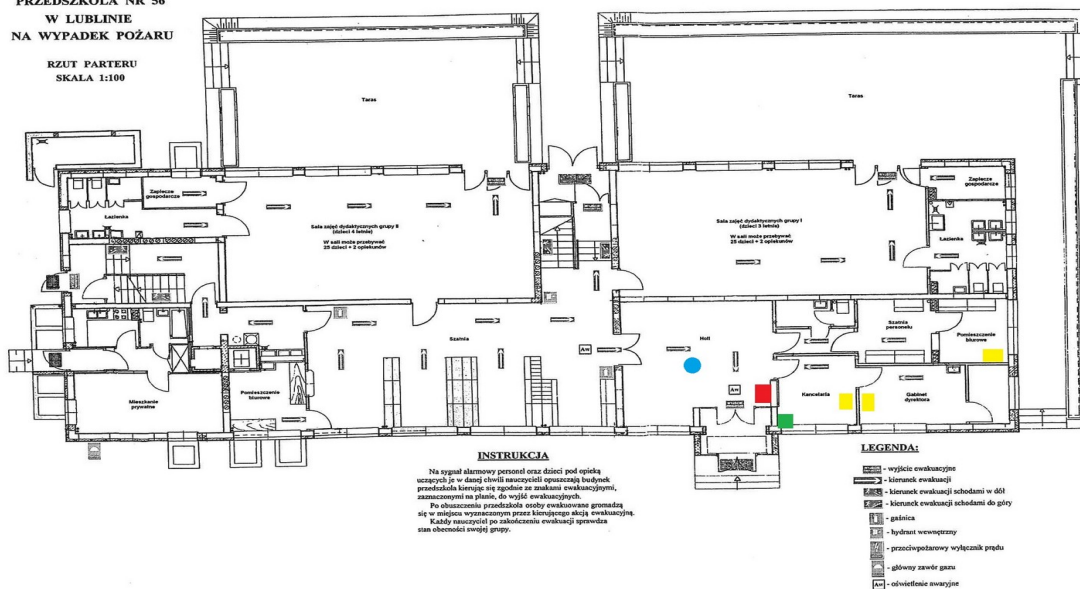 PRZEDSZKOLA NR 56
W LUBLINIE
NA WYPADEK POŻARU
RZUT PARTERU
SKALA 1:100
Taras
Taras
Zaplecze
gospodarcze
Łazienka
Sala zajęć dydaktycznych grupy II
(dzieci 4 letnie)
W sali może przebywać
25 dzieci + 2 opiekunów
Sala zajęć dydaktycznych grupy I
(dzieci 3 letnie)
W sali może przebywać
25 dzieci + 2 opiekunów
Zaplecze
gospodarcze
Łazienka
Szatnia
Aw
Holl
Szatnia
personelu
Pomieszczenie
biurowe
Mieszkanie
prywatne
Pomieszczenie
biurowe
Aw
Kancelaria
Gabinet
dyrektora
INSTRUKCJA
Na sygnał alarmowy personel oraz dzieci pod opieką
uczących je w danej chwili nauczycieli opuszczają budynek
przedszkola kierując się zgodnie ze znakami ewakuacyjnymi,
zaznaczonymi na planie, do wyjść ewakuacyjnych.
Po obuszczeniu przedszkola osoby ewakuowane gromadzą
się w miejscu wyznaczonym przez kierującego akcją ewakuacyjną.
Każdy nauczyciel po zakończeniu ewakuacji sprawdza
stan obecności swojej grupy.
LEGENDA:
- wyjście ewakuacyjne
- kierunek ewakuacji
- kierunek ewakuacji schodami w dół
- kierunek ewakuacji schodami do góry
- gaśnica
- hydrant wewnętrzny
- przeciwpożarowy wyłącznik prądu
- główny zawór gazu
Aw - oświetlenie awaryjne